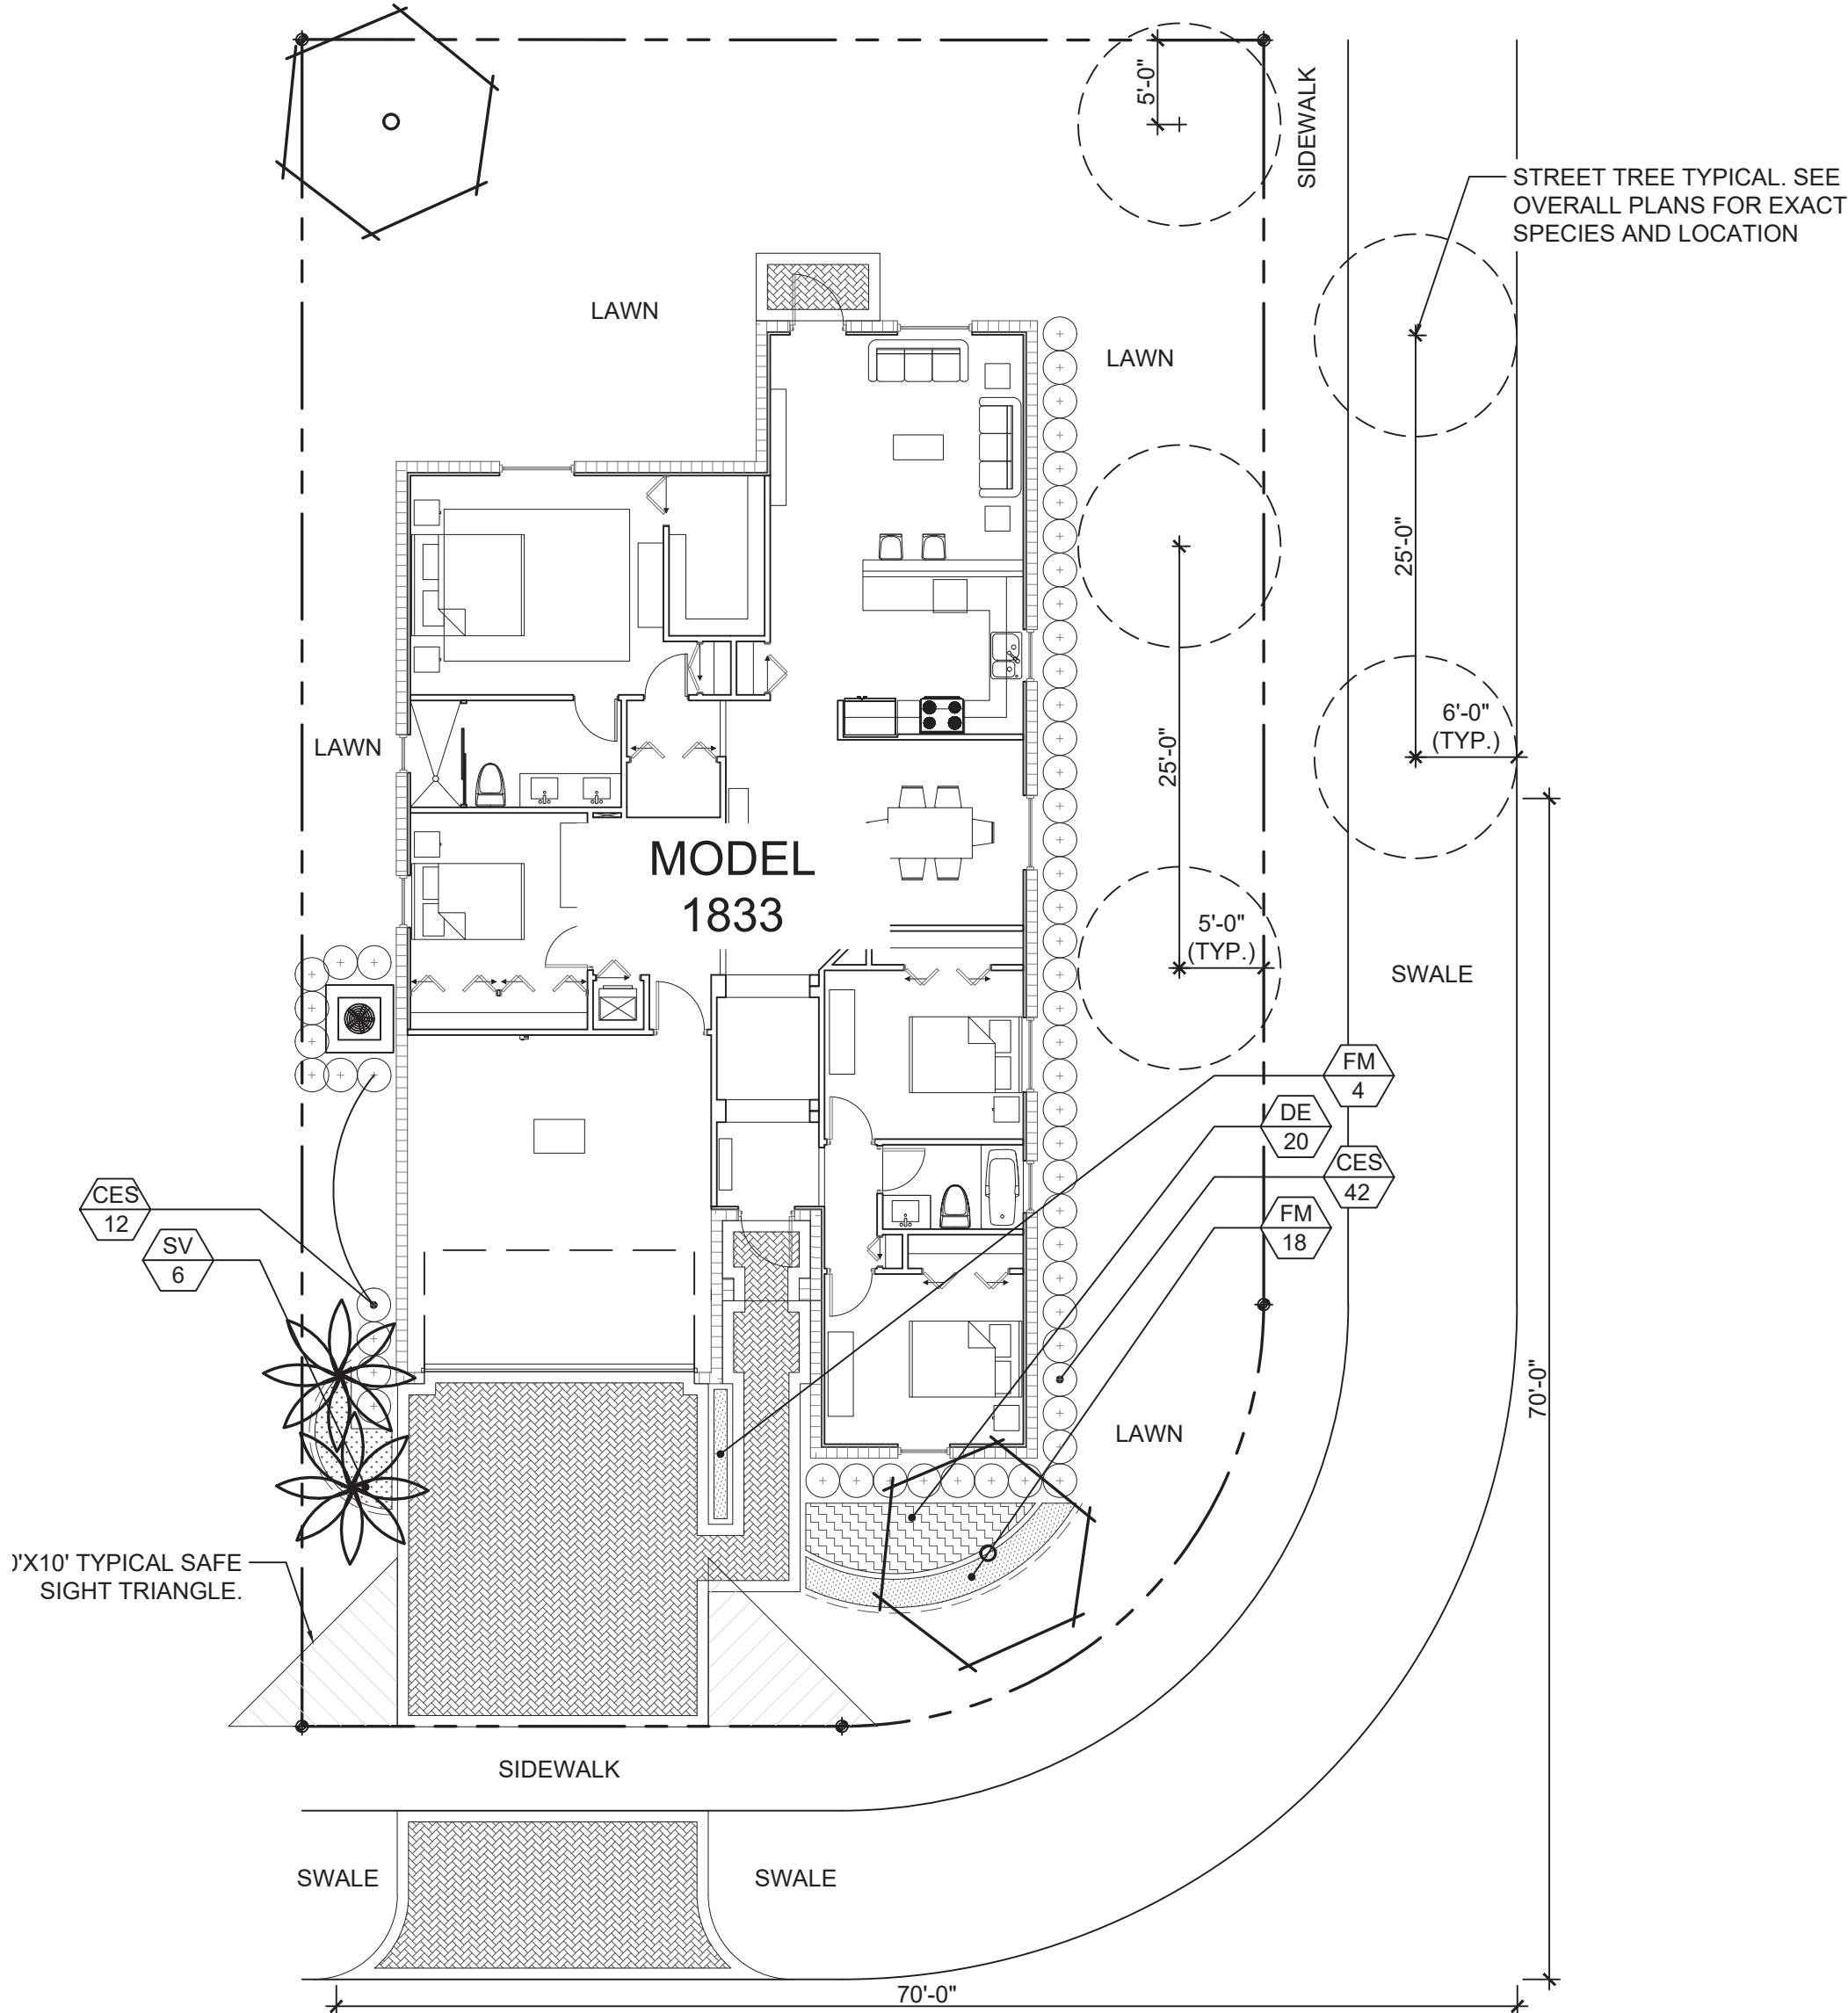 5'-0"
SIDEWALK
STREET TREE TYPICAL. SEE
OVERALL PLANS FOR EXACT
SPECIES AND LOCATION
LAWN
LAWN
25'-0"
6'-0"
(TYP.)
LAWN
25'-0"
MODEL
1833
5'-0"
(TYP.)
SWALE
FM
4
DE
20
CES
42
FM
18
CES
12
SV
6
70'-0"
LAWN
)'X10' TYPICAL SAFE
SIGHT TRIANGLE.
SIDEWALK
SWALE
SWALE
70'-0"